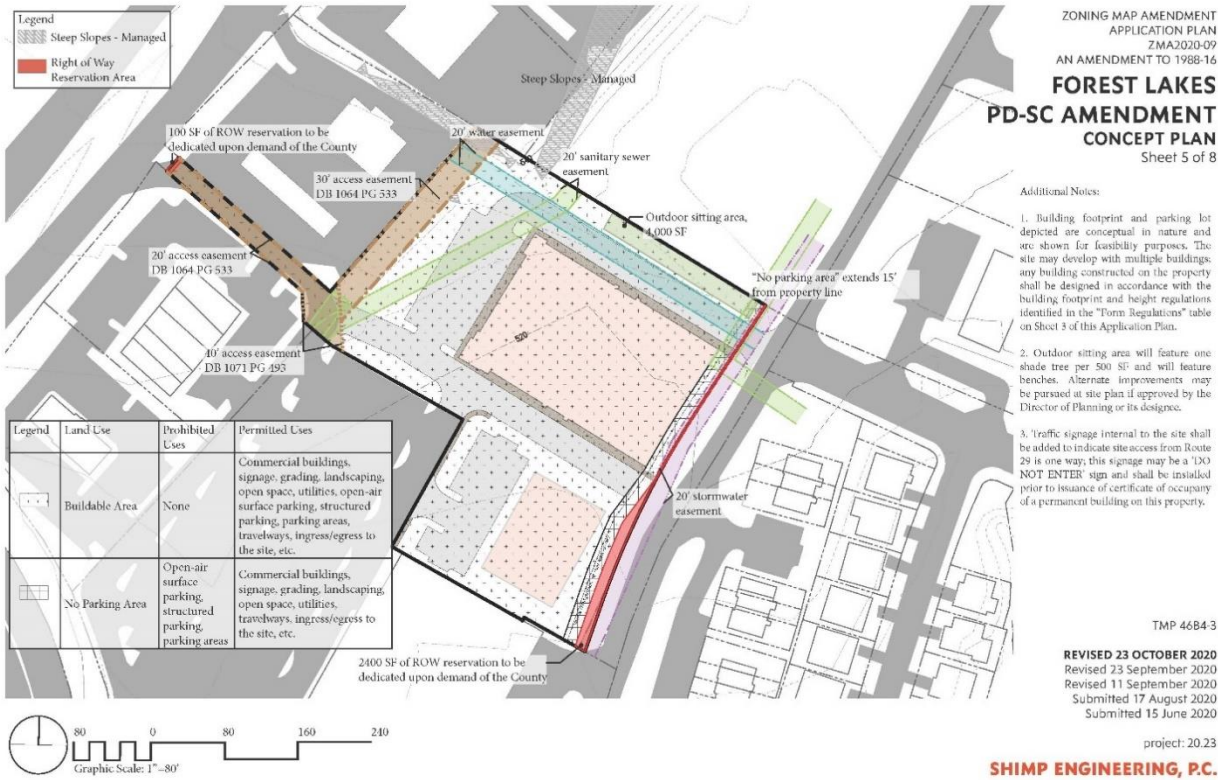 Legend
Steep Slopes - Managed
Right of Way
Reservation Area
ZONING MAP AMENDMENT
APPLICATION PLAN
ZMA2020-09
AN AMENDMENT TO 1988-16
FOREST LAKES
PD-SC AMENDMENT
CONCEPT PLAN
Sheet 5 of 8
Additional Notes:
1. Building footprint and parking lot
depicted are conceptual in nature and
are shown for feasibility purposes. The
site may develop with multiple buildings;
any building constructed on the property
shall be designed in accordance with the
building footprint and height regulations
identified in the "Form Regulations" table
on Sheet 3 of this Application Plan.
2. Outdoor sitting area will feature one
shade tree per 500 SF and will feature
benches. Alternate improvements may
be pursued at site plan if approved by the
Director of Planning or its designee.
3. Traffic signage internal to the site shall
be added to indicate site access from Route
29 is one way; this signage may be a 'DO
NOT ENTER' sign and shall be installed
prior to issuance of certificate of occupany
of a permanent building on this property.
TMP 46B4-3
REVISED 23 OCTOBER 2020
Revised 23 September 2020
Revised 11 September 2020
Submitted 17 August 2020
Submitted 15 June 2020
project: 20.23
SHIMP ENGINEERING, P.C.
Steep Slopes - Managed
100 SF of ROW reservation to be
dedicated upon demand of the County
20' water easement
20' sanitary sewer
easement
30' access easement
DB 1064 PG 533
Outdoor sitting area,
4,000 SF
20' access easement
DB 1064 PG 533
"No parking area" extends 15'
from property line
520
40' access easement
DB 1071 PG 493
20' stormwater
easement
2400 SF of ROW reservation to be
dedicated upon demand of the County
Legend
Land Use
Prohibited
Uses
Permitted Uses
Buildable Area
None
Commercial buildings,
signage, grading, landscaping,
open space, utilities, open-air
surface parking, structured
parking, parking areas,
travelways, ingress/egress to
the site, etc.
No Parking Area
Open-air
surface
parking,
structured
parking,
parking areas
Commercial buildings,
signage, grading, landscaping,
open space, utilities,
travelways, ingress/egress to
the site, etc.
80 0 80 160 240
Graphic Scale: 1"=80'